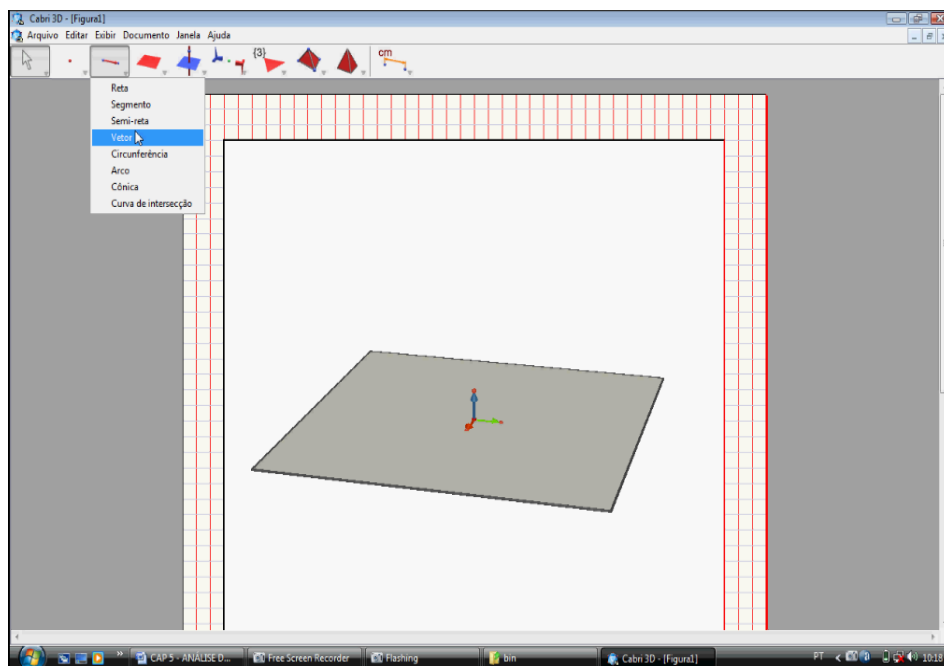 Cabri 3D - [Figura1]
Arquivo Editar Exibir Documento Janela Ajuda
{3}
cm
Reta
Segmento
Semi-reta
Vetor
Circunferência
Arco
Cônica
Curva de intersecção
CAP 5 - ANALISE D... Free Screen Recorder Flashing bin Cabri 3D - [Figura1] PT 10:18